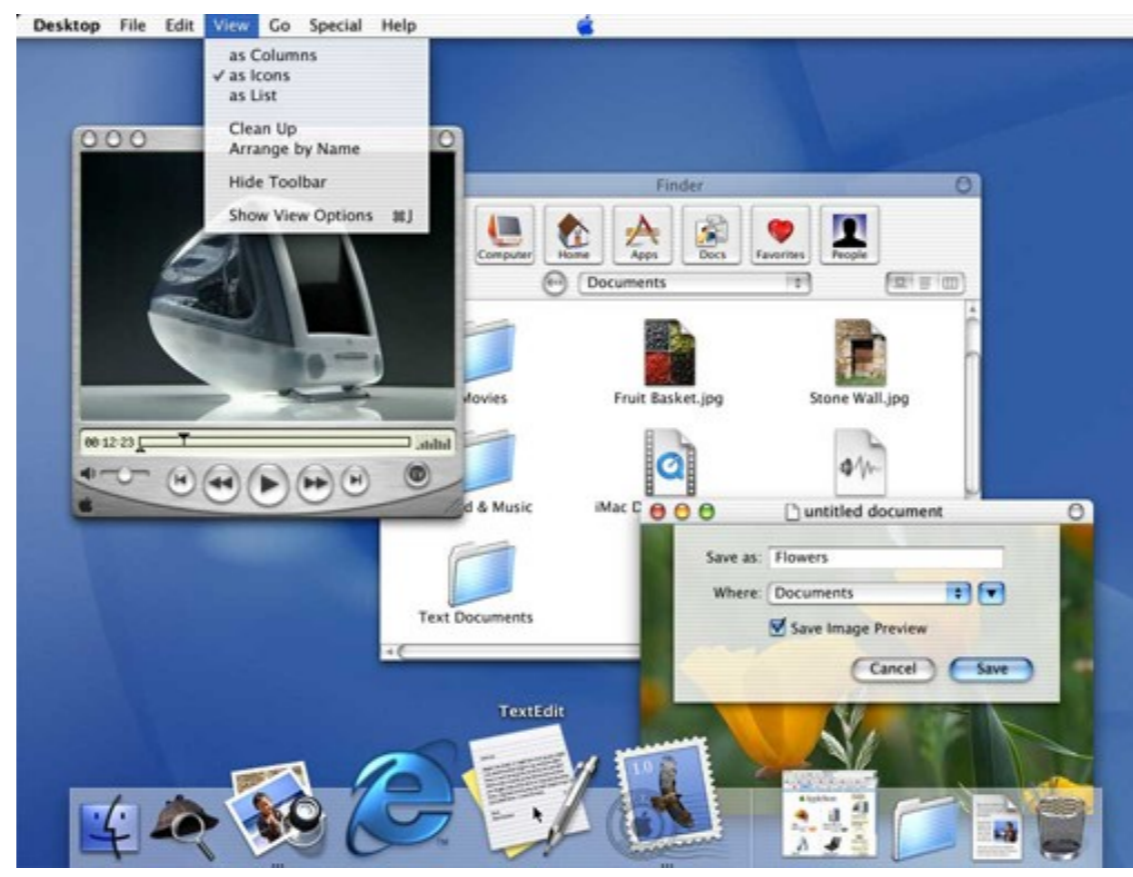 Desktop File Edit View Go Special Help
as Columns
✓ as Icons
as List
Clean Up
Arrange by Name
Hide Toolbar
Show View Options ⌘J
Finder
Computer Home Apps Docs Favorites People
Documents
Movies Fruit Basket.jpg Stone Wall.jpg
00:12:23
d & Music iMac D
untitled document
Save as: Flowers
Where: Documents
Save Image Preview
Cancel Save
Text Documents
TextEdit
1.0